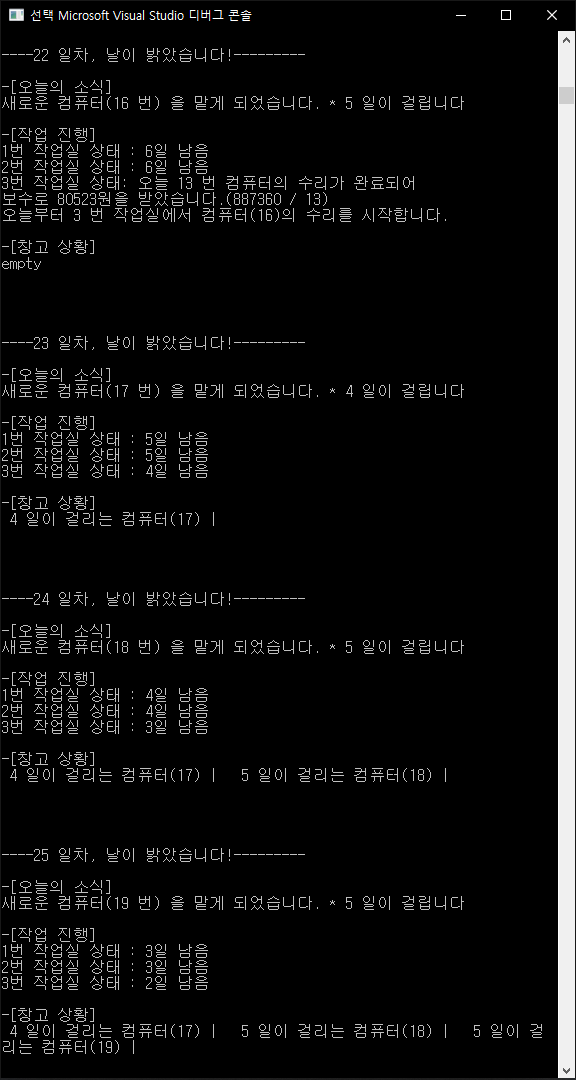 선택 Microsoft Visual Studio 디버그 콘솔
----22 일차, 날이 밝았습니다!---------
-[오늘의 소식]
새로운 컴퓨터(16 번) 을 맡게 되었습니다. * 5 일이 걸립니다
-[작업 진행]
1번 작업실 상태 : 6일 남음
2번 작업실 상태 : 6일 남음
3번 작업실 상태: 오늘 13 번 컴퓨터의 수리가 완료되어
보수로 80523원을 받았습니다.(887360 / 13)
오늘부터 3 번 작업실에서 컴퓨터(16)의 수리를 시작합니다.
-[창고 상황]
empty
----23 일차, 날이 밝았습니다!---------
-[오늘의 소식]
새로운 컴퓨터(17 번) 을 맡게 되었습니다. * 4 일이 걸립니다
-[작업 진행]
1번 작업실 상태 : 5일 남음
2번 작업실 상태 : 5일 남음
3번 작업실 상태 : 4일 남음
-[창고 상황]
4 일이 걸리는 컴퓨터(17) |
----24 일차, 날이 밝았습니다!---------
-[오늘의 소식]
새로운 컴퓨터(18 번) 을 맡게 되었습니다. * 5 일이 걸립니다
-[작업 진행]
1번 작업실 상태 : 4일 남음
2번 작업실 상태 : 4일 남음
3번 작업실 상태 : 3일 남음
-[창고 상황]
4 일이 걸리는 컴퓨터(17) |   5 일이 걸리는 컴퓨터(18) |
----25 일차, 날이 밝았습니다!---------
-[오늘의 소식]
새로운 컴퓨터(19 번) 을 맡게 되었습니다. * 5 일이 걸립니다
-[작업 진행]
1번 작업실 상태 : 3일 남음
2번 작업실 상태 : 3일 남음
3번 작업실 상태 : 2일 남음
-[창고 상황]
4 일이 걸리는 컴퓨터(17) |   5 일이 걸리는 컴퓨터(18) |   5 일이 걸
리는 컴퓨터(19) |